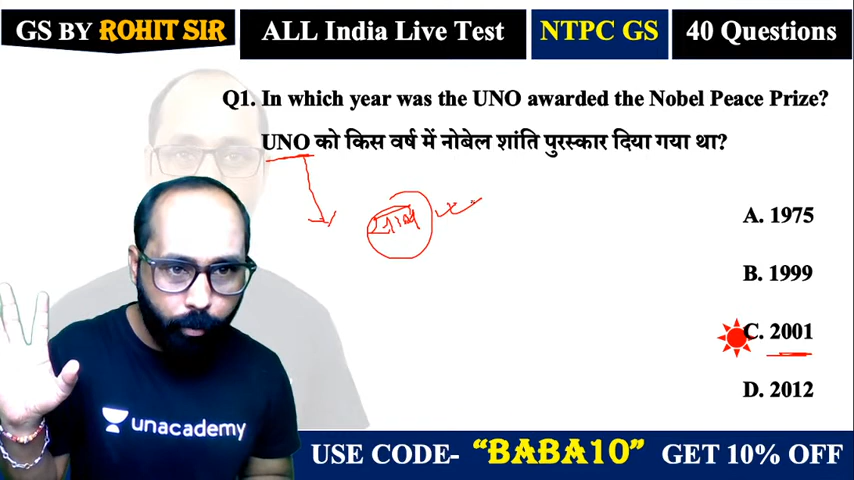 GS BY ROHIT SIR
ALL India Live Test
NTPC GS
40 Questions
Q1. In which year was the UNO awarded the Nobel Peace Prize?
UNO को किस वर्ष में नोबेल शांति पुरस्कार दिया गया था?
A. 1975
B. 1999
C. 2001
D. 2012
unacademy
USE CODE- “BABA10” GET 10% OFF